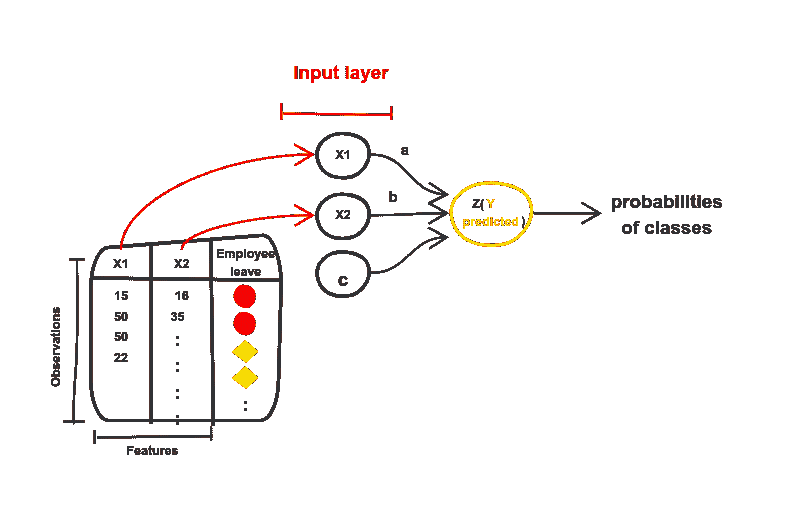 Input layer
X1
a
X2
b
c
Z( Y
predicted )
probabilities
of classes
X1 X2 Employee
leave
15 16
50 35
50 :
22 :
:
:
:
Observations
Features